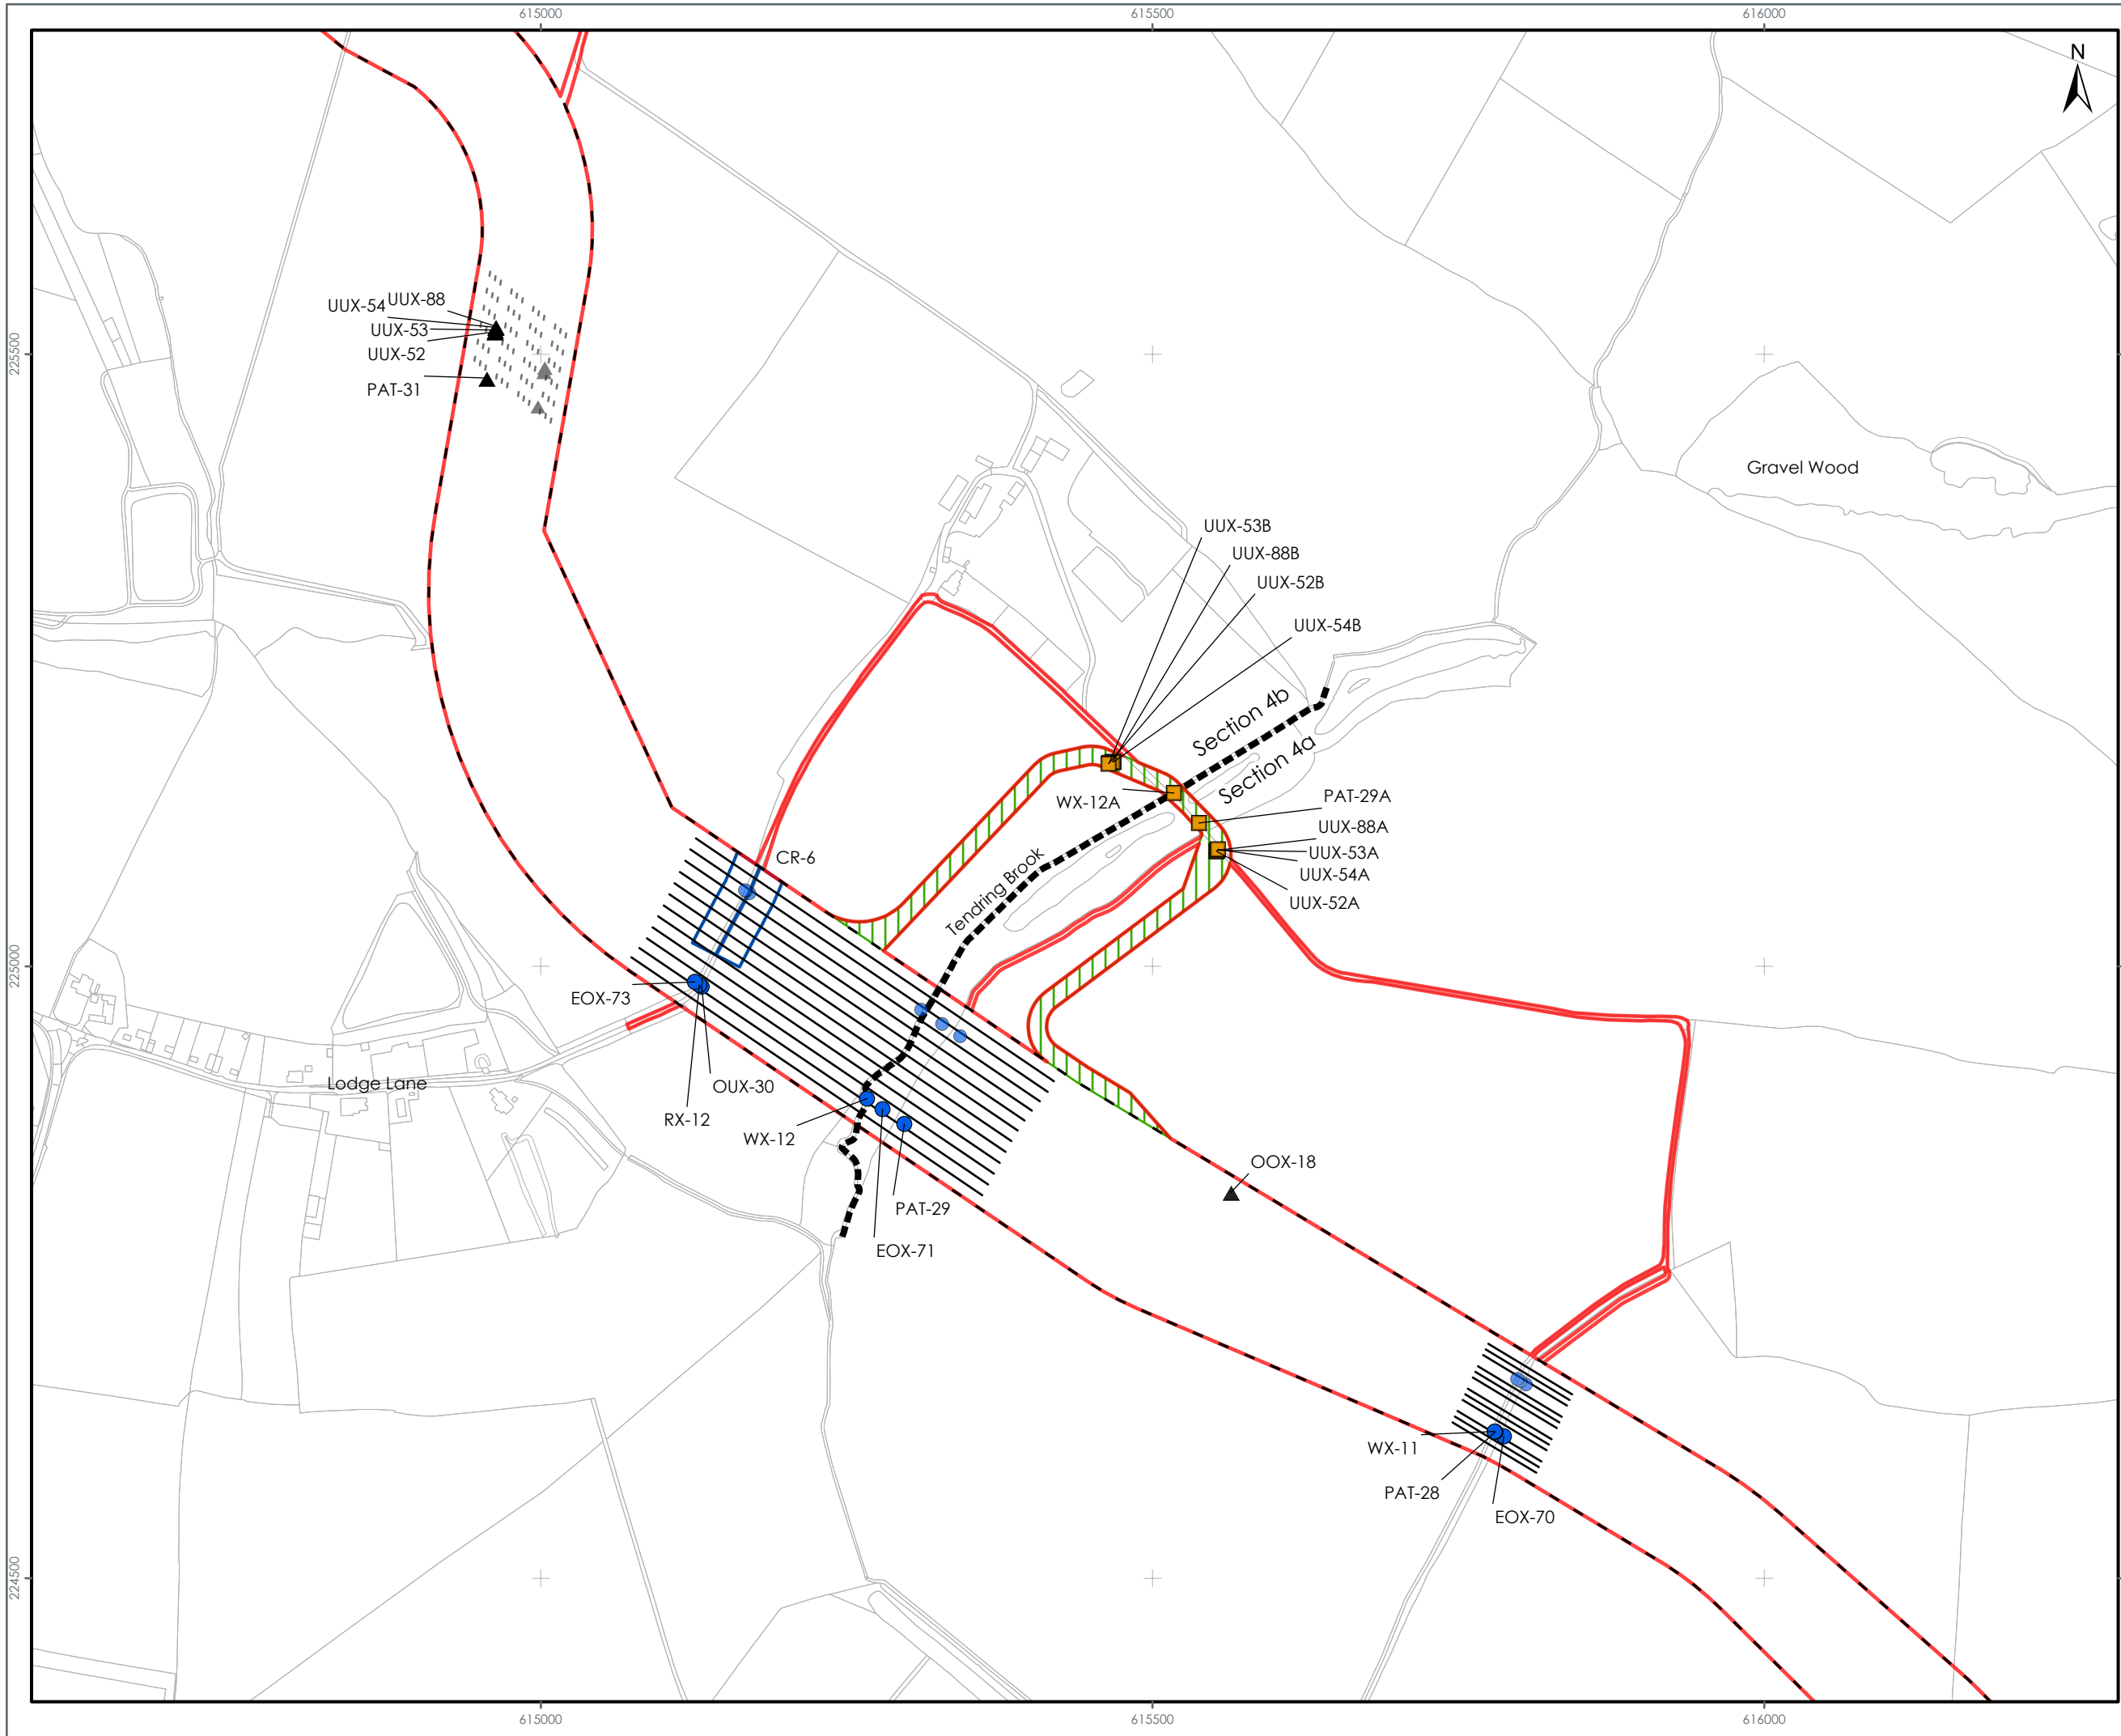 615000
615500
616000
N
UUX-88
UUX-54
UUX-53
225500
UUX-52
PAT-31
Gravel Wood
UUX-53B
UUX-88B
UUX-52B
UUX-54B
Section 4b
Section 4a
WX-12A
PAT-29A
UUX-88A
UUX-53A
CR-6
UUX-54A
Tendring Brook
UUX-52A
225000
EOX-73
Lodge Lane
OUX-30
RX-12
WX-12
OOX-18
PAT-29
EOX-71
WX-11
PAT-28
EOX-70
224500
615000
615500
616000